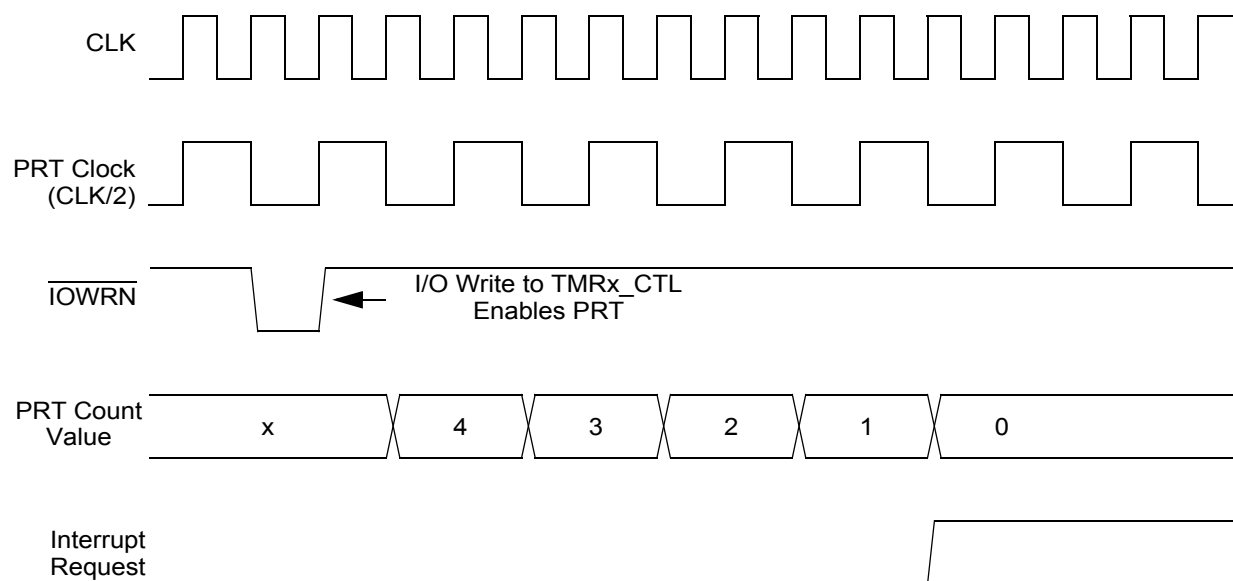 CLK
PRT Clock
(CLK/2)
IOWRN
I/O Write to TMRx_CTL
Enables PRT
PRT Count
Value
x 4 3 2 1 0
Interrupt
Request